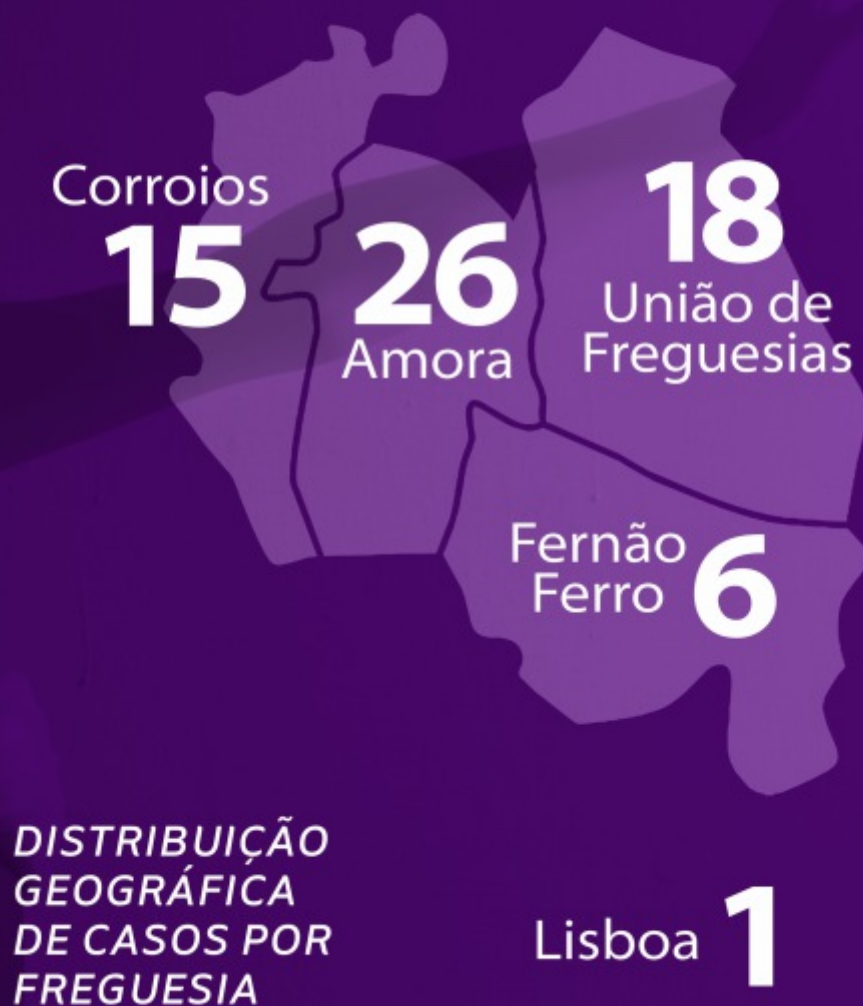 Corroios
15
26
Amora
18
União de
Freguesias
Fernão
Ferro
6
DISTRIBUIÇÃO
GEOGRÁFICA
DE CASOS POR
FREGUESIA
Lisboa 1